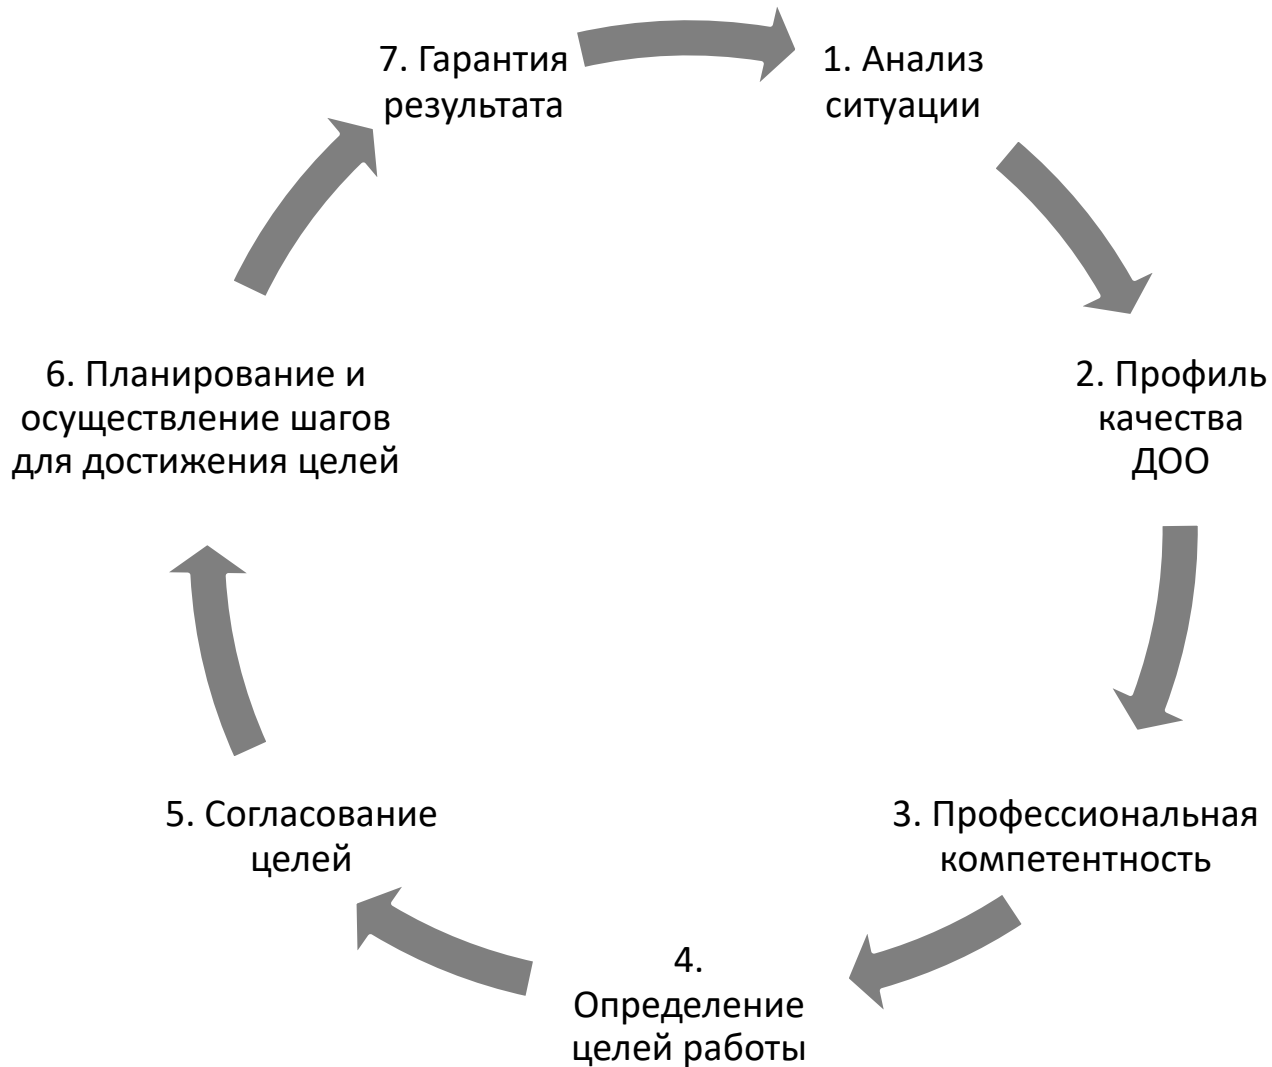 1. Анализ
ситуации
2. Профиль
качества
ДОО
3. Профессиональная
компетентность
4.
Определение
целей работы
5. Согласование
целей
6. Планирование и
осуществление шагов
для достижения целей
7. Гарантия
результата